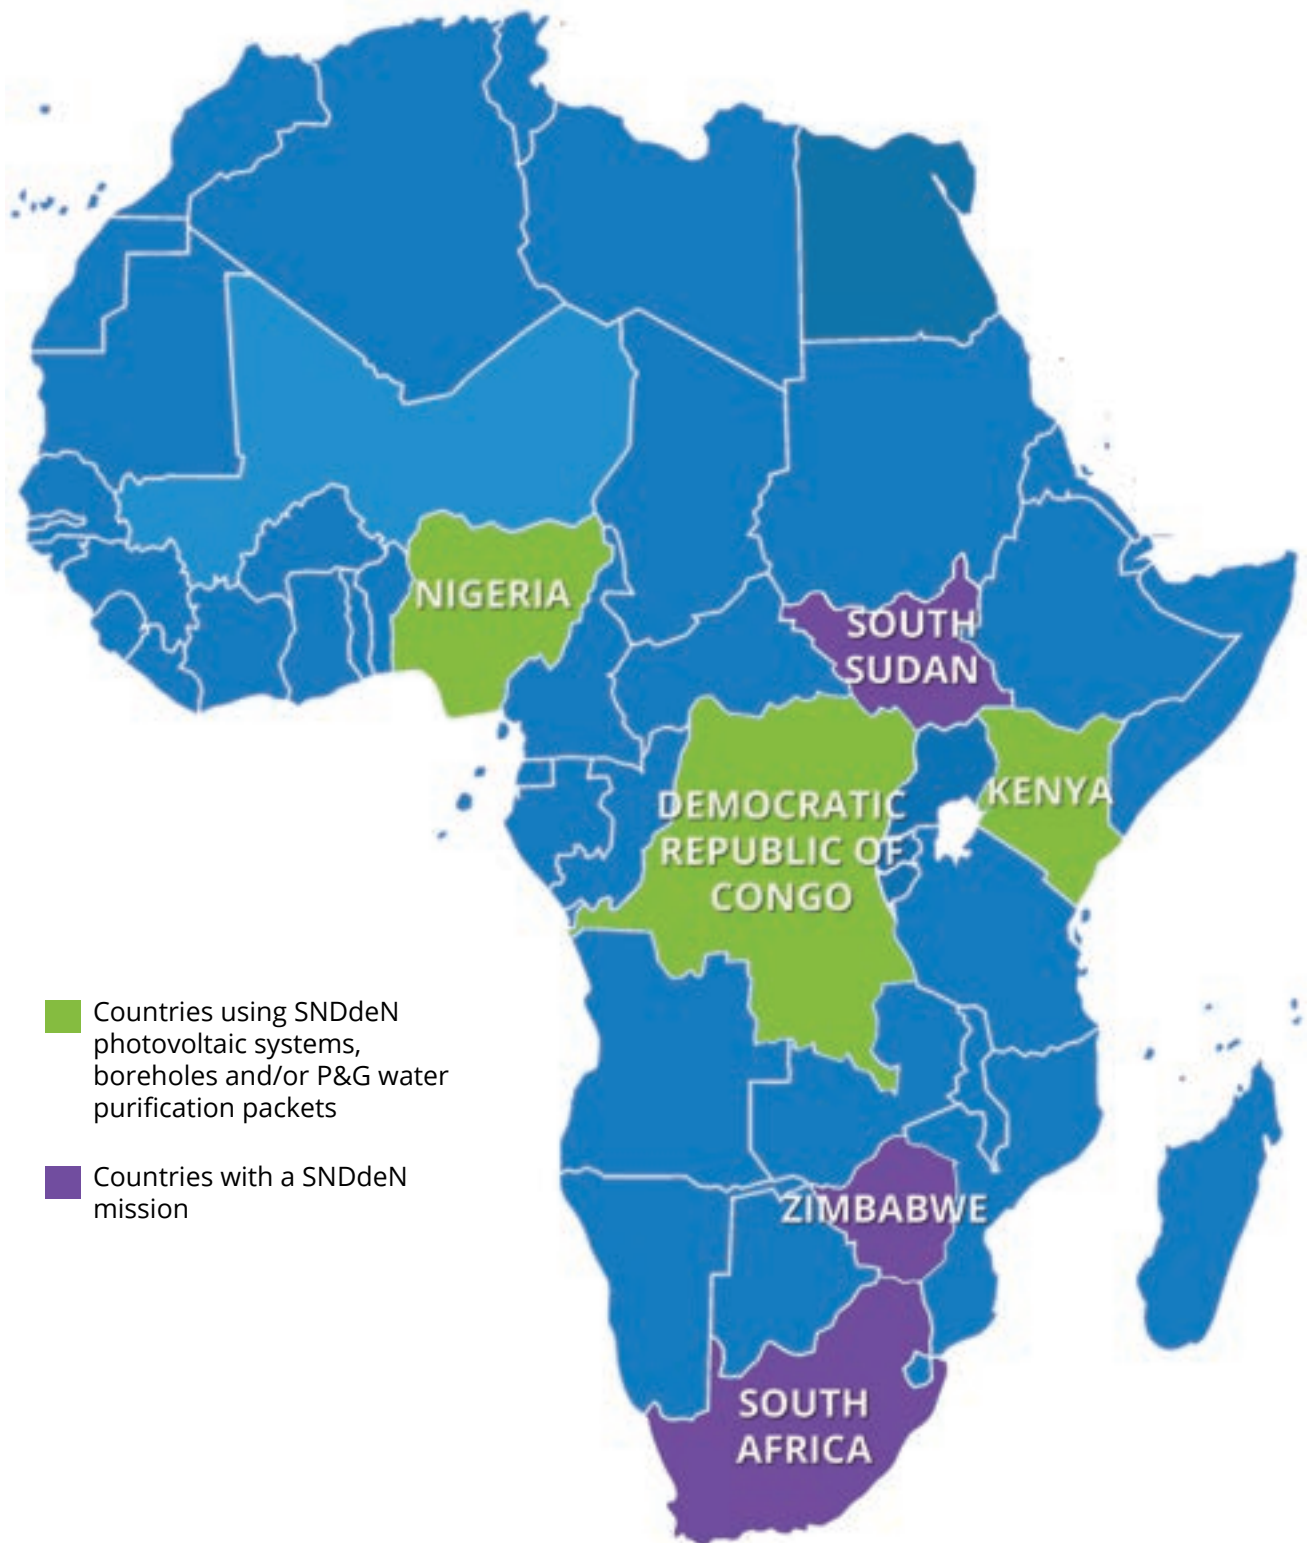 NIGERIA
SOUTH
SUDAN
KENYA
DEMOCRATIC
REPUBLIC OF
CONGO
Countries using SNDdeN
photovoltaic systems,
boreholes and/or P&G water
purification packets
Countries with a SNDdeN
mission
ZIMBABWE
SOUTH
AFRICA